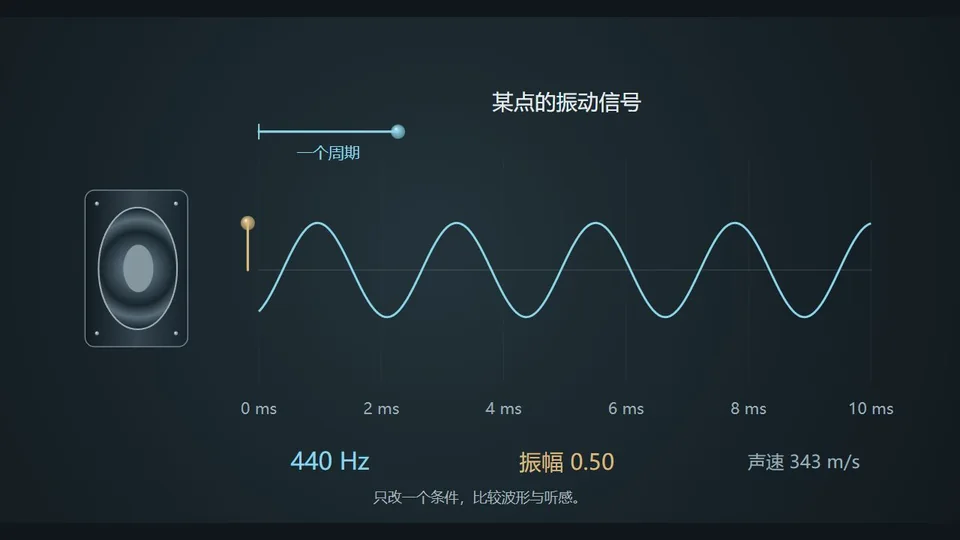 某点的振动信号
一个周期
0 ms 2 ms 4 ms 6 ms 8 ms 10 ms
440 Hz 振幅 0.50 声速 343 m/s
只改一个条件，比较波形与听感。